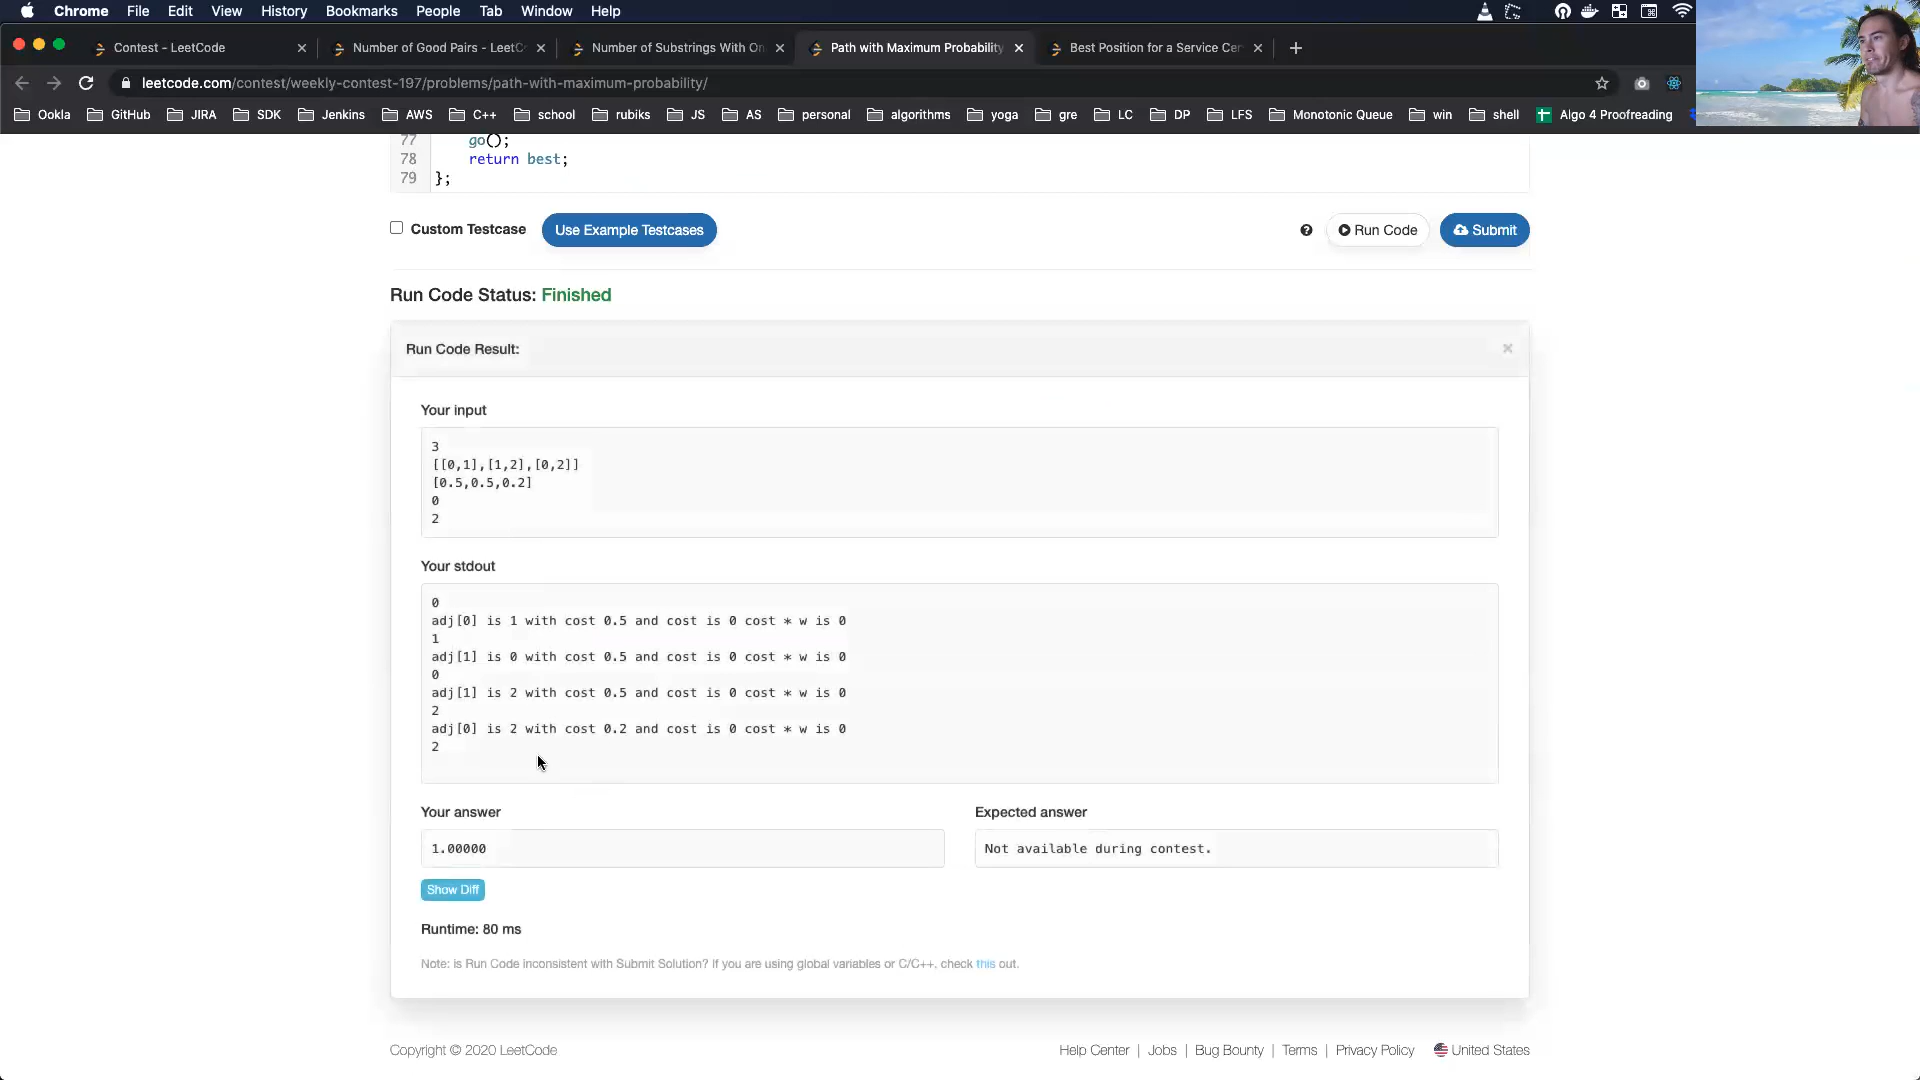 Chrome File Edit View History Bookmarks People Tab Window Help
Contest - LeetCode
Number of Good Pairs - LeetC
Number of Substrings With On
Path with Maximum Probability
Best Position for a Service Cer
leetcode.com/contest/weekly-contest-197/problems/path-with-maximum-probability/
Ookla GitHub JIRA SDK Jenkins AWS C++ school rubiks JS AS personal algorithms yoga gre LC DP LFS Monotonic Queue win shell Algo 4 Proofreading
77 go();
78 return best;
79 };
Custom Testcase Use Example Testcases Run Code Submit
Run Code Status: Finished
Run Code Result:
Your input
3
[[0,1],[1,2],[0,2]]
[0.5,0.5,0.2]
0
2
Your stdout
0
adj[0] is 1 with cost 0.5 and cost is 0 cost * w is 0
1
adj[1] is 0 with cost 0.5 and cost is 0 cost * w is 0
0
adj[1] is 2 with cost 0.5 and cost is 0 cost * w is 0
2
adj[0] is 2 with cost 0.2 and cost is 0 cost * w is 0
2
Your answer
1.00000
Expected answer
Not available during contest.
Show Diff
Runtime: 80 ms
Note: is Run Code inconsistent with Submit Solution? If you are using global variables or C/C++, check this out.
Copyright © 2020 LeetCode
Help Center | Jobs | Bug Bounty | Terms | Privacy Policy United States